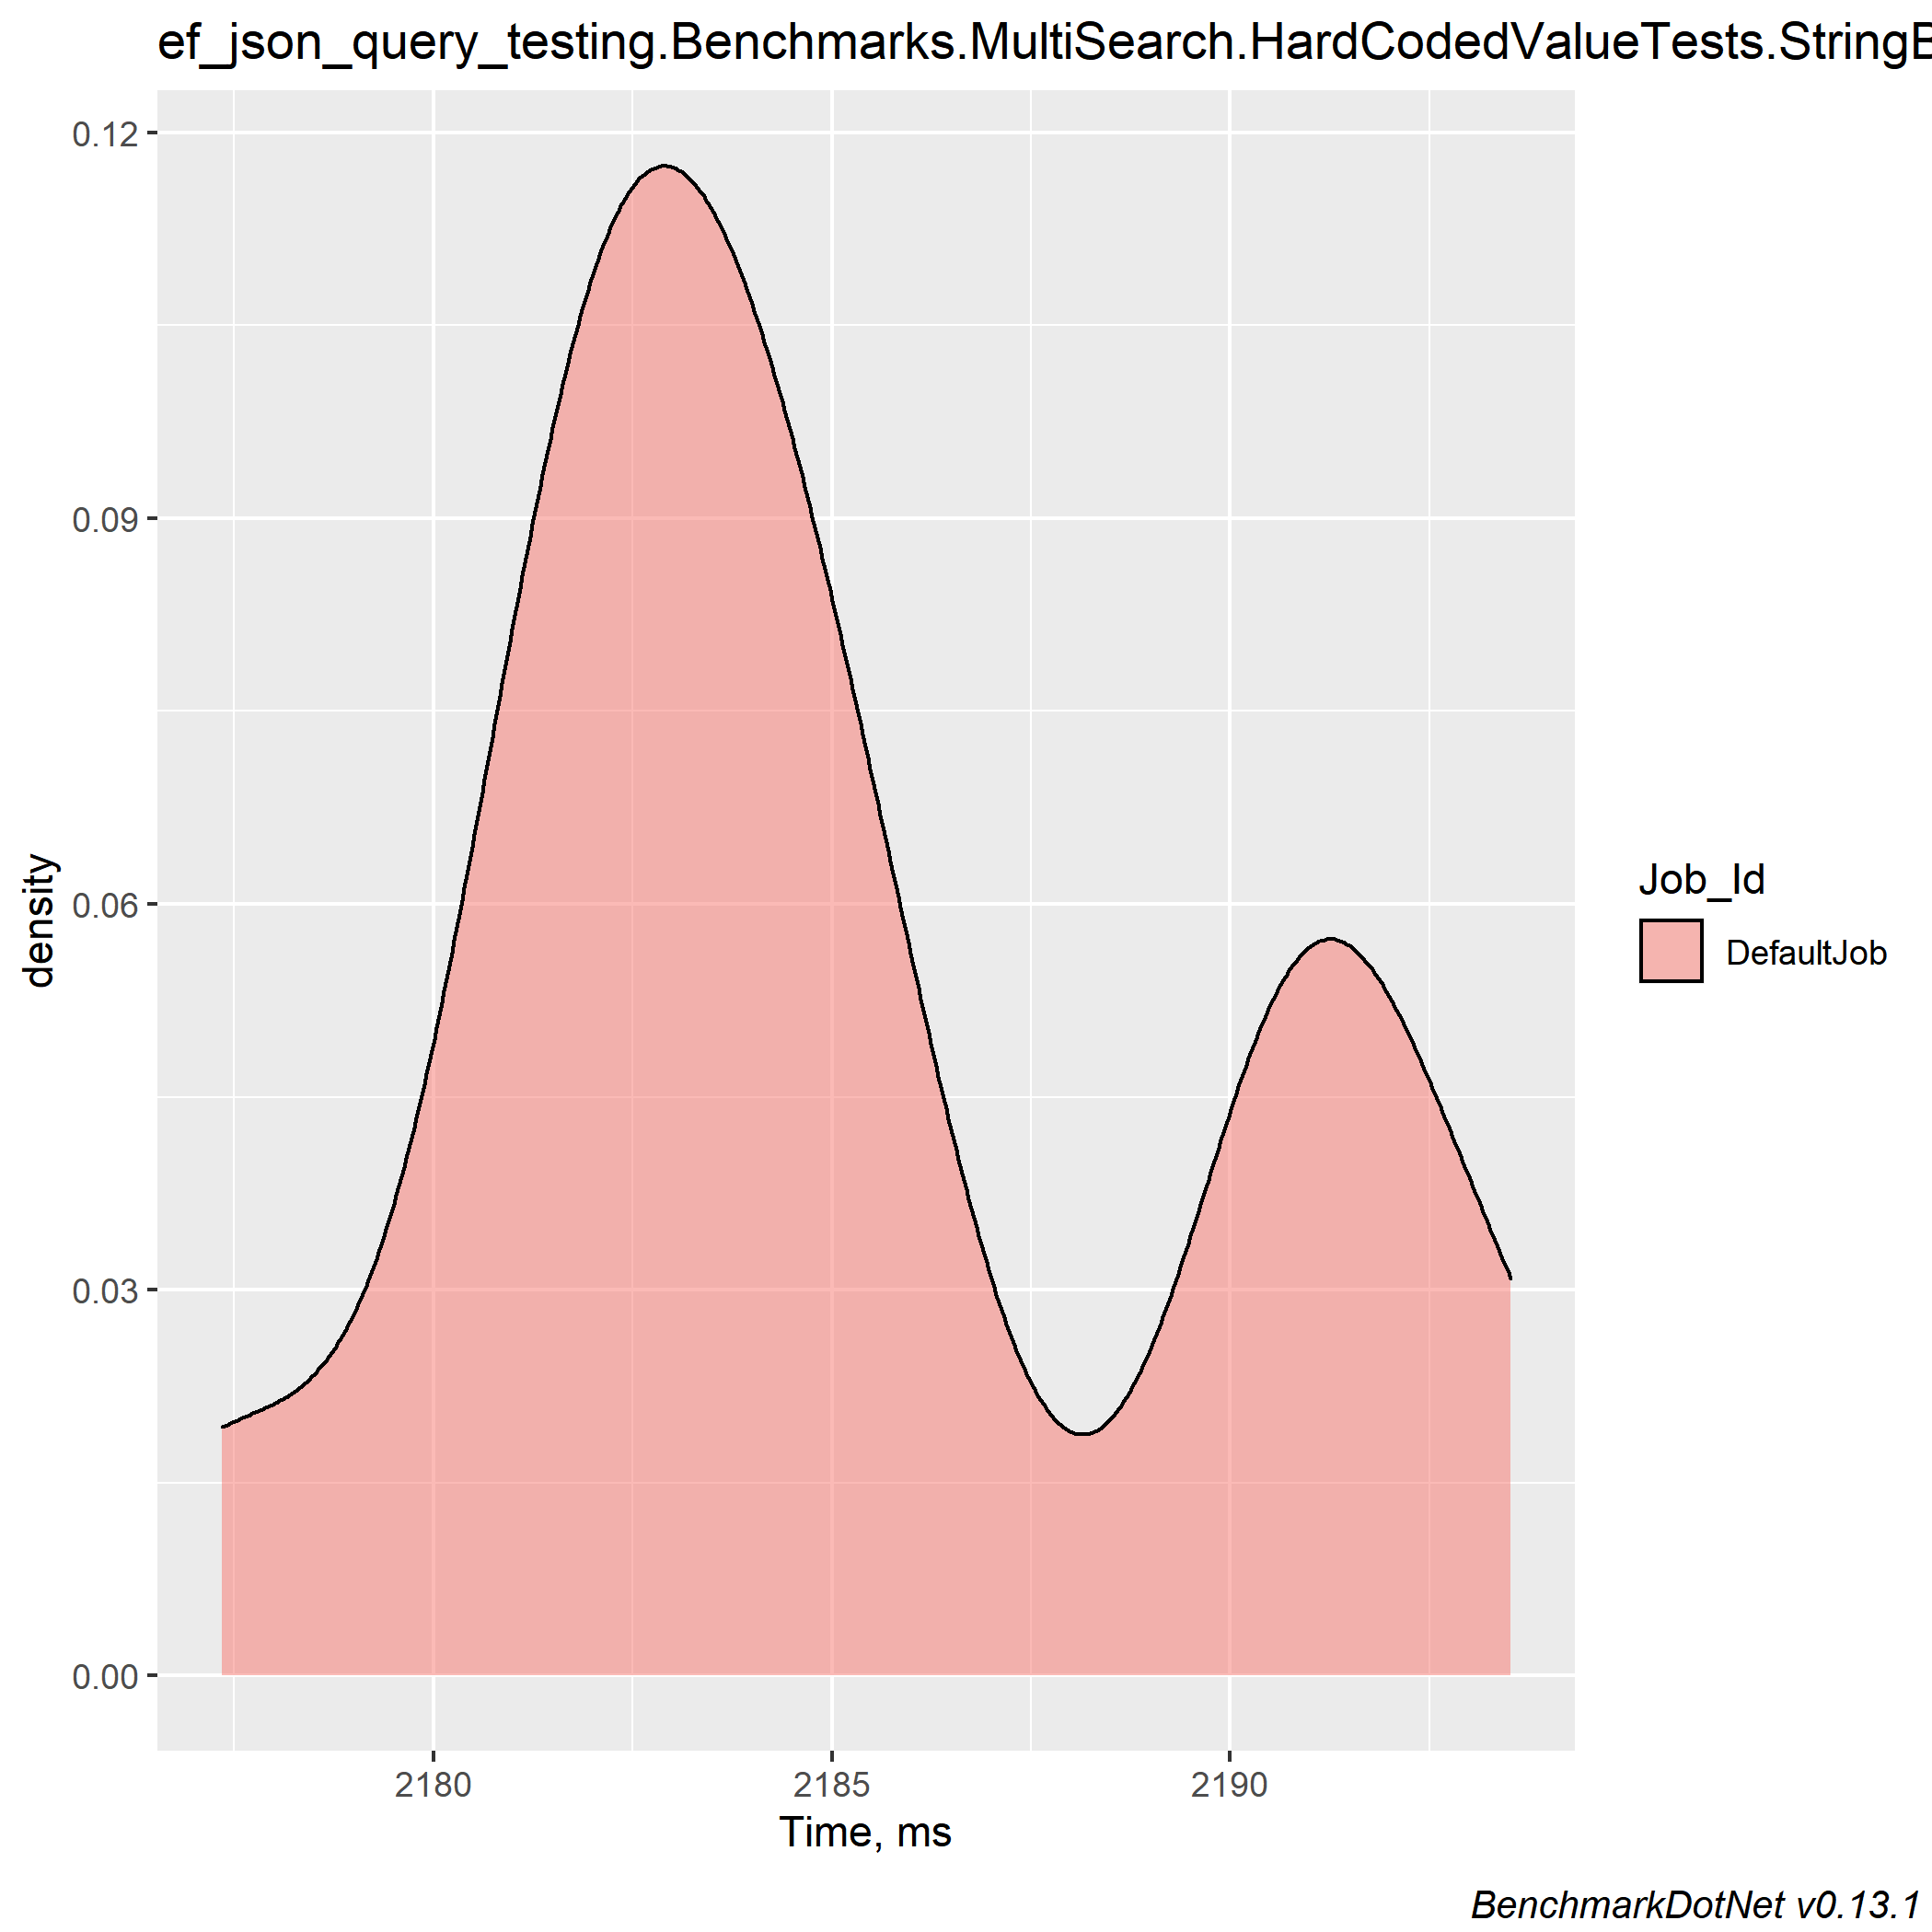 ef_json_query_testing.Benchmarks.MultiSearch.HardCodedValueTests.StringB
0.12
0.09
0.06
0.03
0.00
density
2180 2185 2190
Time, ms
Job_Id
DefaultJob
BenchmarkDotNet v0.13.1